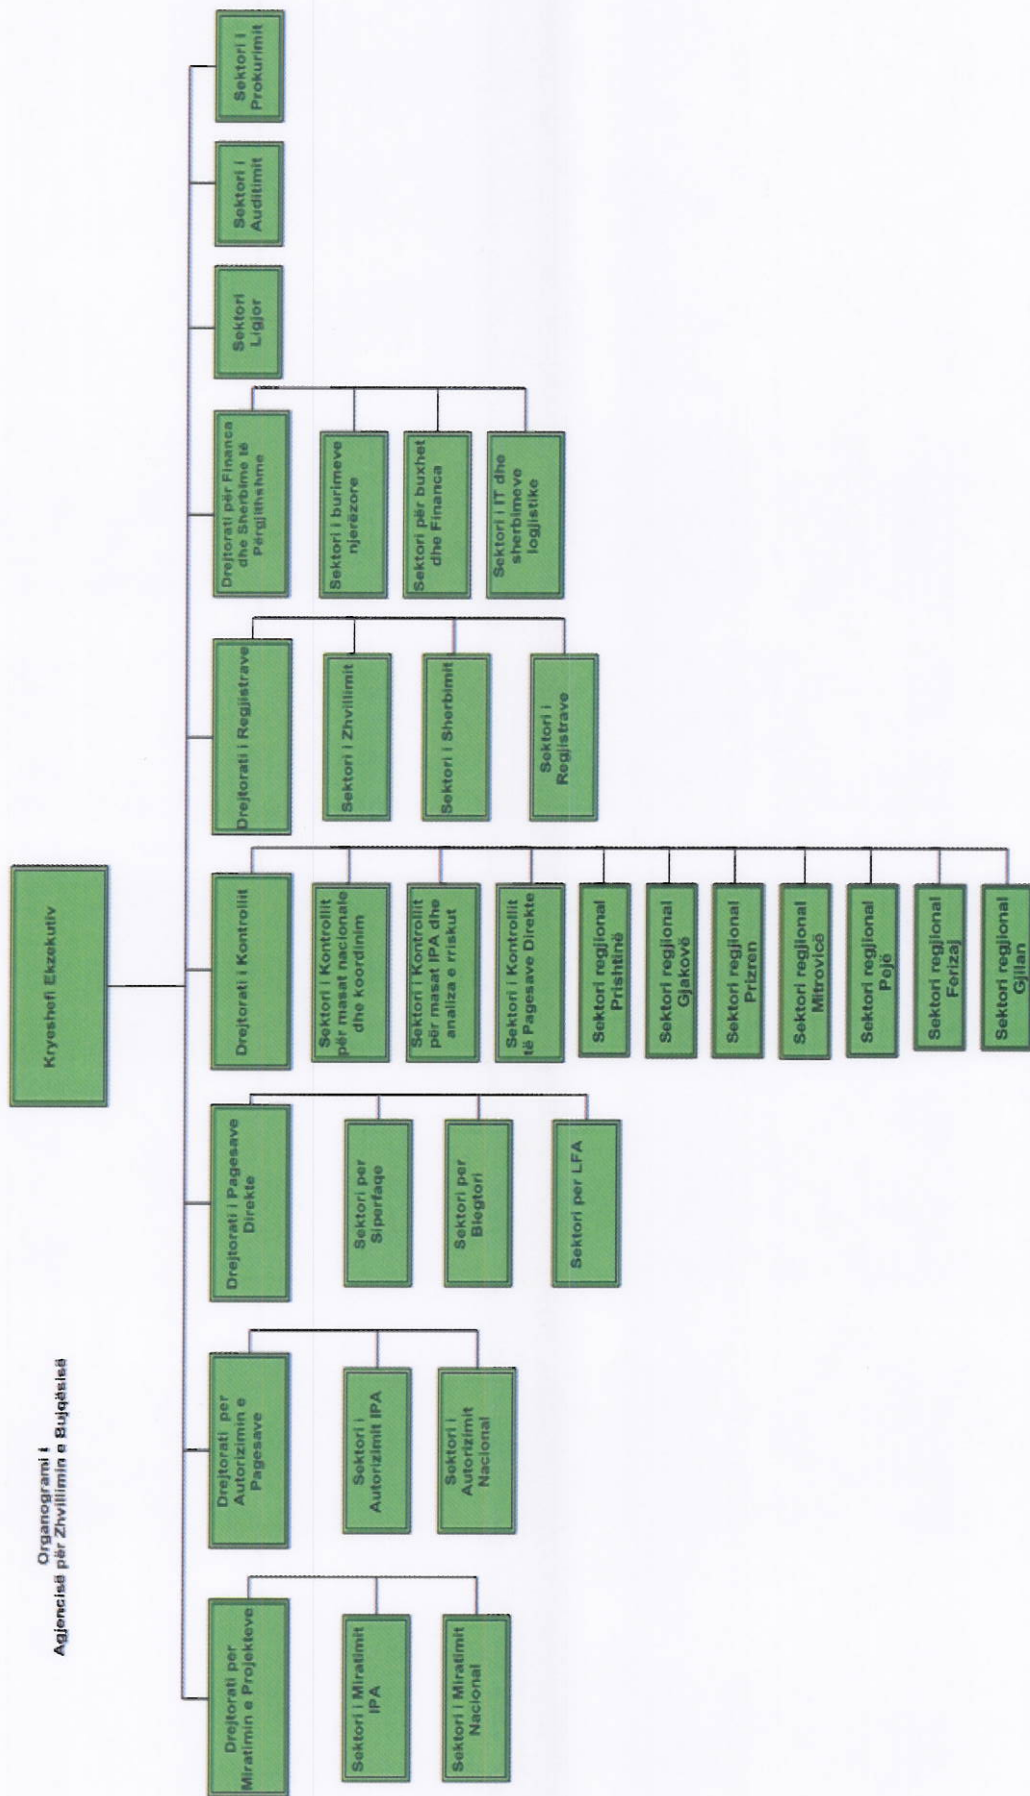 Organogrami i
Agjencisë për Zhvillimin e Bujqësisë
Kryeshefi Ekzekutiv
Drejtorati per
Miratimin e Projekteve
Sektori i Miratimit
IPA
Sektori i Miratimit
Nacional
Drejtorati per
Autorizimin e
Pagesave
Sektori i
Autorizimit IPA
Sektori i
Autorizimit
Nacional
Drejtorati i Pagesave
Direkte
Sektori per
Siperfaqe
Sektori per
Blegtori
Sektori per LFA
Drejtorati i Kontrollit
Sektori i Kontrollit
për masat nacionale
dhe koordinim
Sektori i Kontrollit
për masat IPA dhe
analiza e rriskut
Sektori i Kontrollit
të Pagesave Direkte
Sektori regjional
Prishtinë
Sektori regjional
Gjakovë
Sektori regjional
Prizren
Sektori regjional
Mitrovicë
Sektori regjional
Pejë
Sektori regjional
Ferizaj
Sektori regjional
Gjilan
Drejtorati i Regjistrave
Sektori i Zhvillimit
Sektori i Sherbimit
Sektori i
Regjistrave
Drejtorati për Financa
dhe Sherbime të
Përgjithshme
Sektori i burimeve
njerëzore
Sektori për buxhet
dhe Financa
Sektori i IT dhe
sherbimeve
logjistike
Sektori
Ligjor
Sektori i
Auditimit
Sektori i
Prokurimit